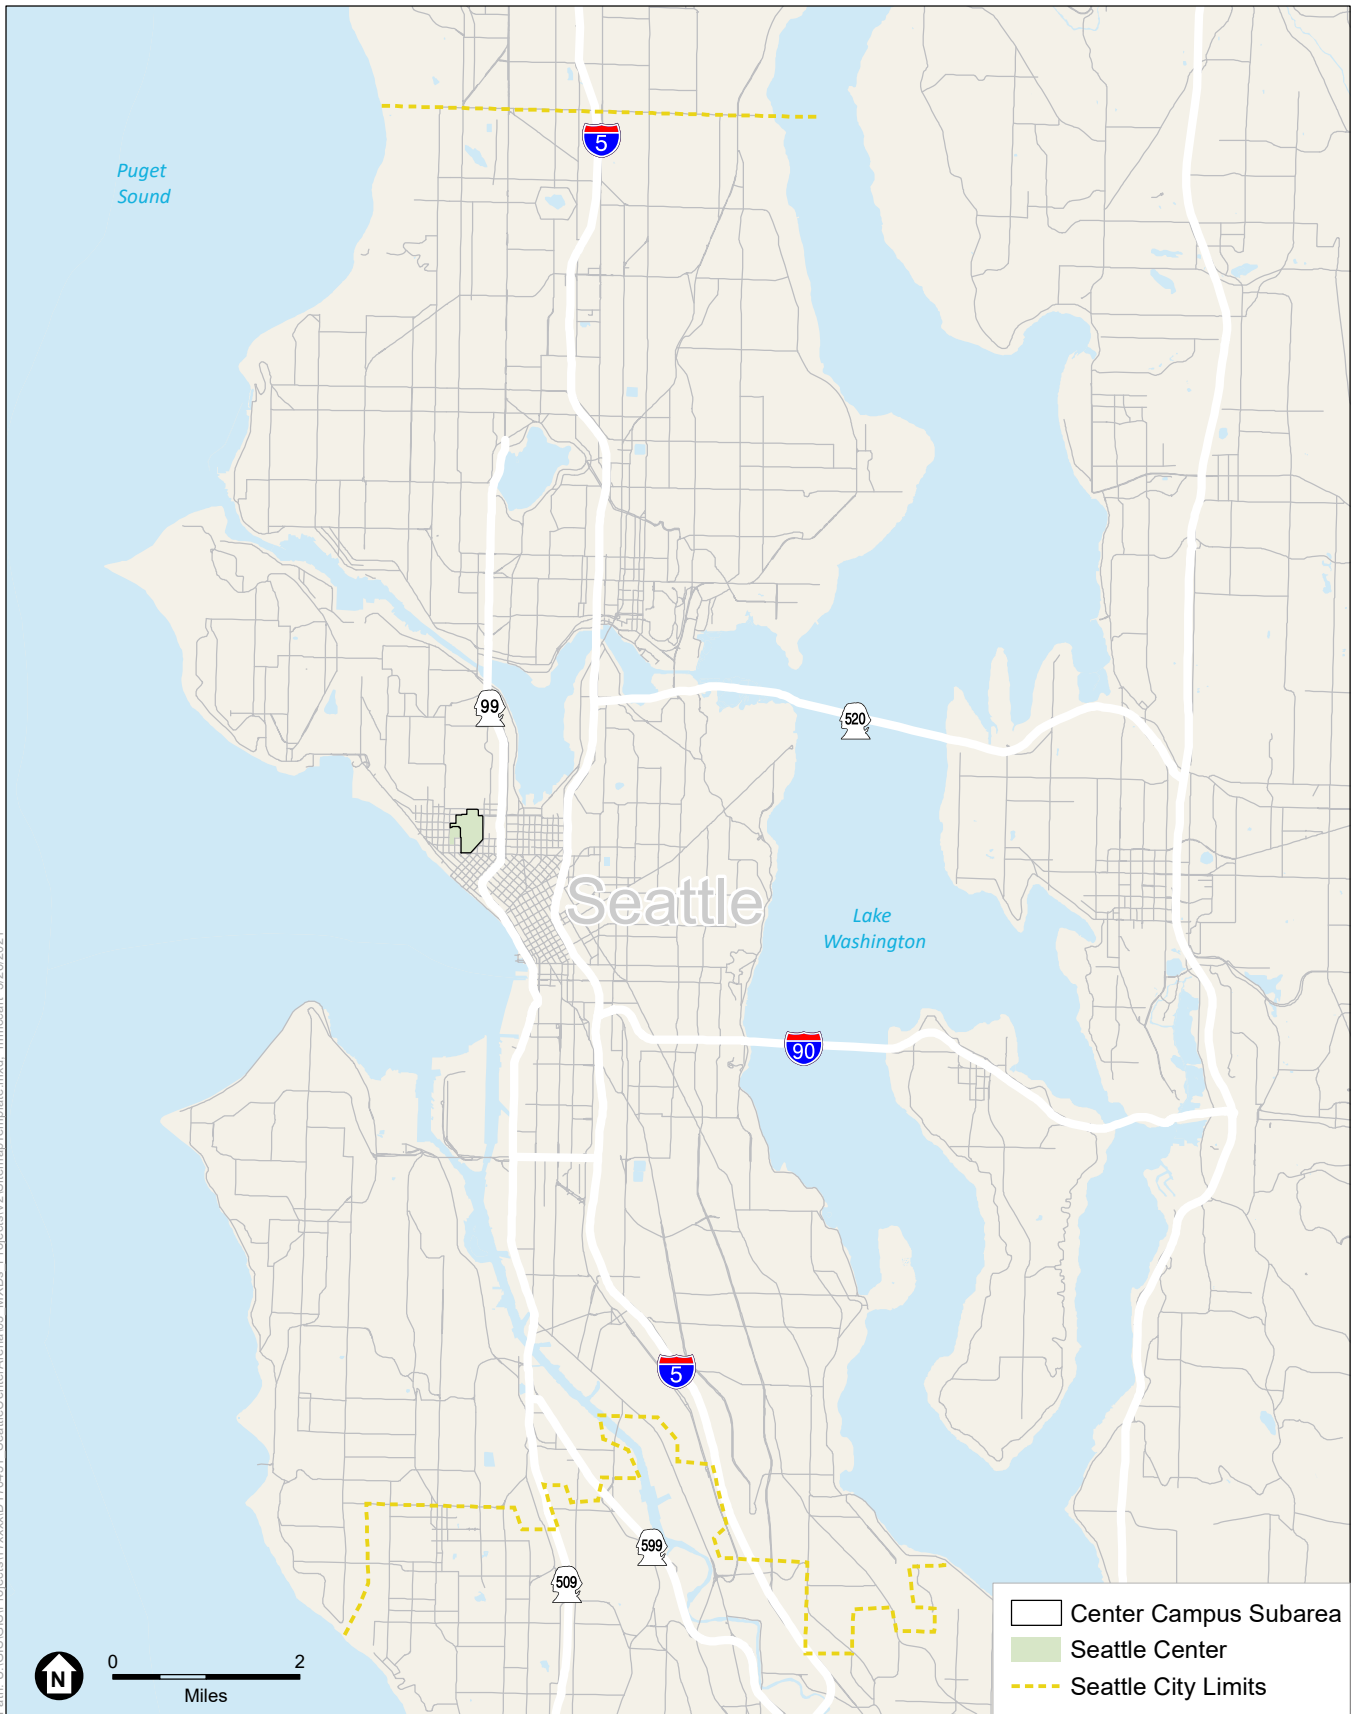 5
Puget
Sound
99
520
Seattle
Lake
Washington
90
5
599
509
Center Campus Subarea
Seattle Center
Seattle City Limits
N
0 2
Miles